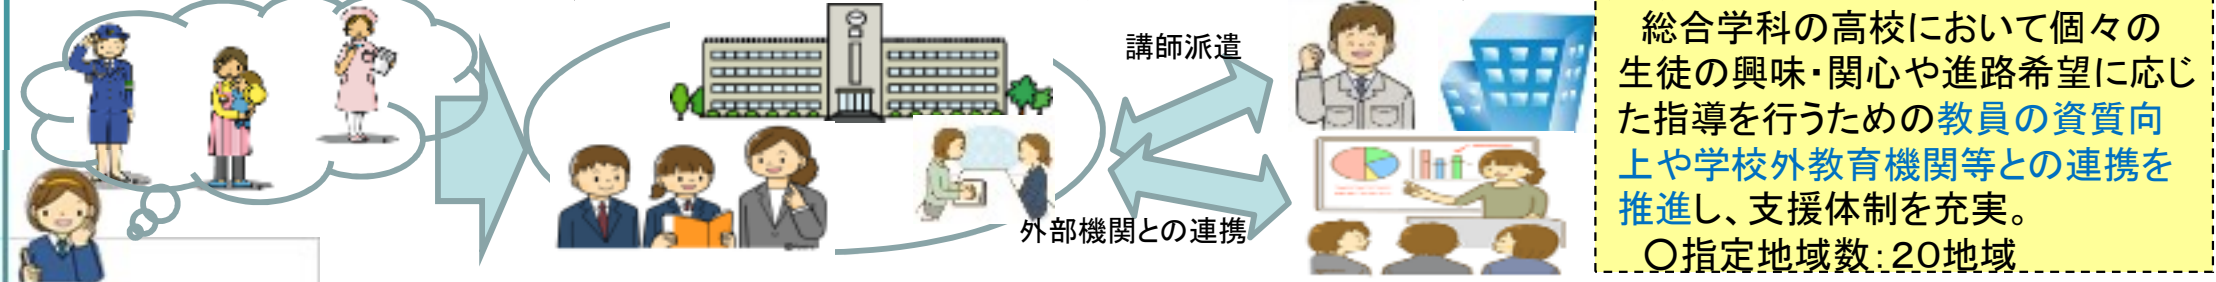 講師派遣
外部機関との連携
総合学科の高校において個々の
生徒の興味・関心や進路希望に応じ
た指導を行うための教員の資質向
上や学校外教育機関等との連携を
推進し、支援体制を充実。
○指定地域数：２０地域